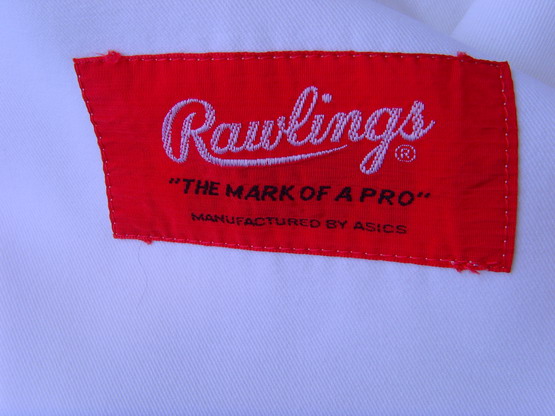 Rawlings®
"THE MARK OF A PRO"
MANUFACTURED BY ASICS